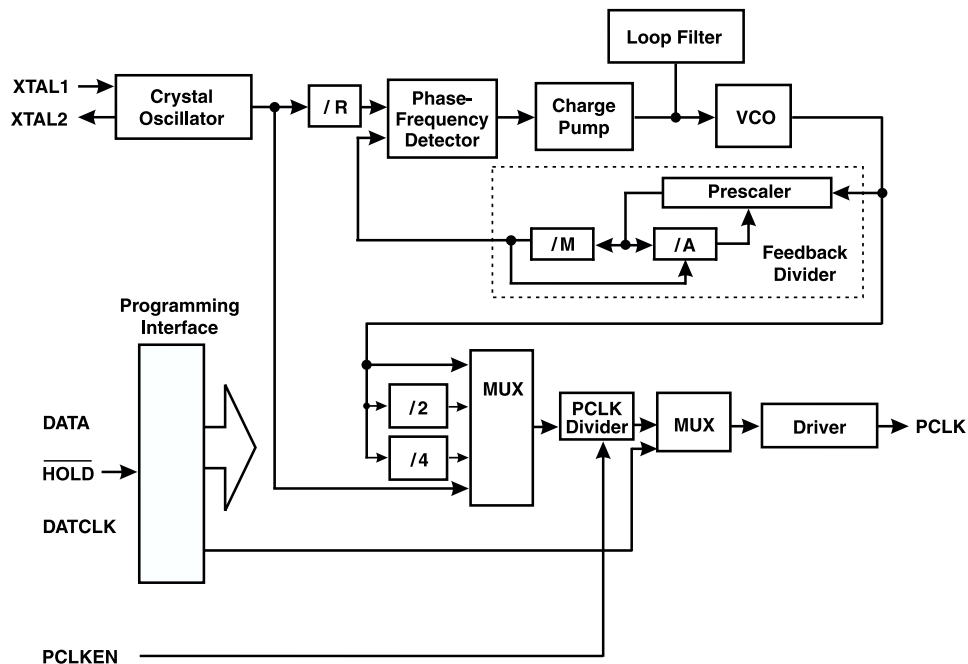 Loop Filter
XTAL1
XTAL2
Crystal
Oscillator
/ R
Phase-
Frequency
Detector
Charge
Pump
VCO
Prescaler
/ M
/A
Feedback
Divider
Programming
Interface
DATA
HOLD
DATCLK
/ 2
/ 4
MUX
PCLK
Divider
MUX
Driver
PCLK
PCLKEN